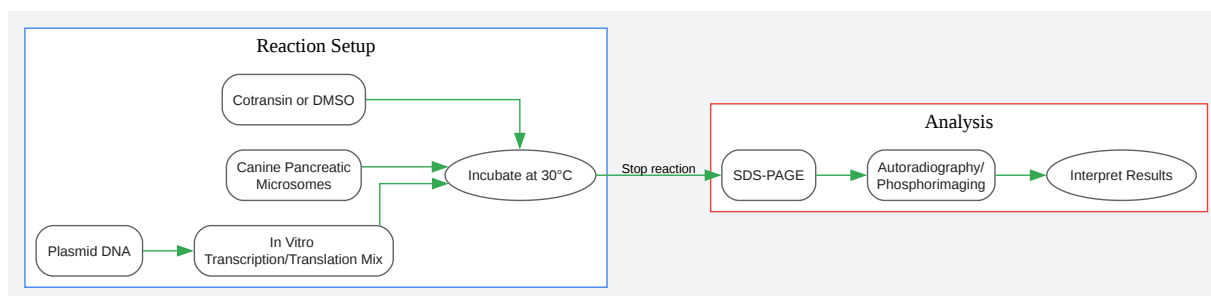 Reaction Setup
Cotransin or DMSO
Canine Pancreatic
Microsomes
Incubate at 30°C
Plasmid DNA
In Vitro
Transcription/Translation Mix
Stop reaction
Analysis
SDS-PAGE
Autoradiography/
Phosphorimaging
Interpret Results